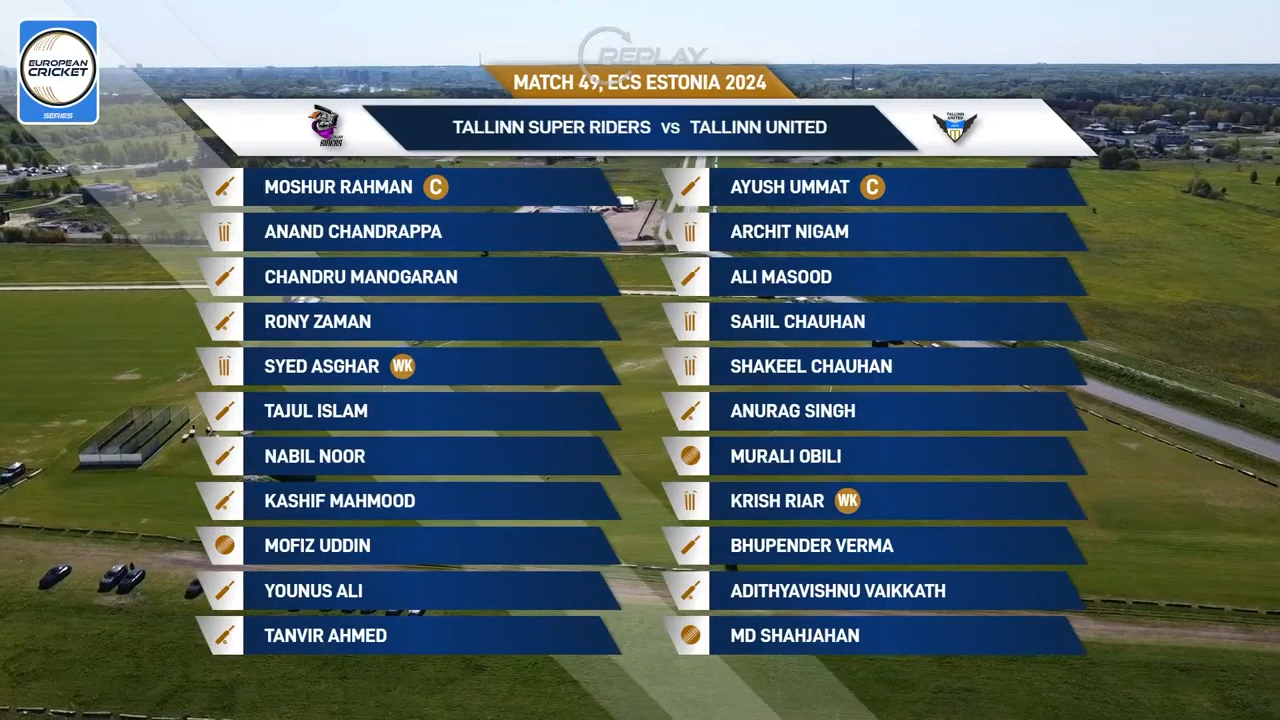 REPLAY
EUROPEAN
CRICKET
SERIES
MATCH 49, ECS ESTONIA 2024
TALLINN SUPER RIDERS VS TALLINN UNITED
RIDERS
TALLINN
UNITED
MOSHUR RAHMAN C
ANAND CHANDRAPPA
CHANDRU MANOGARAN
RONY ZAMAN
SYED ASGHAR WK
TAJUL ISLAM
NABIL NOOR
KASHIF MAHMOOD
MOFIZ UDDIN
YOUNUS ALI
TANVIR AHMED
AYUSH UMMAT C
ARCHIT NIGAM
ALI MASOOD
SAHIL CHAUHAN
SHAKEEL CHAUHAN
ANURAG SINGH
MURALI OBILI
KRISH RIAR WK
BHUPENDER VERMA
ADITHYAVISHNU VAIKKATH
MD SHAHJAHAN